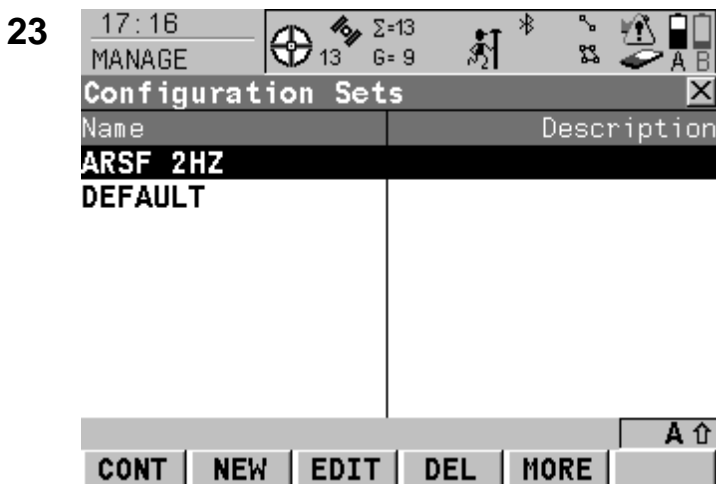 23
17:16
MANAGE
13
Σ=13
G= 9
2
A B
Configuration Sets
Name Description
ARSF 2HZ
DEFAULT
A ⇧
CONT NEW EDIT DEL MORE